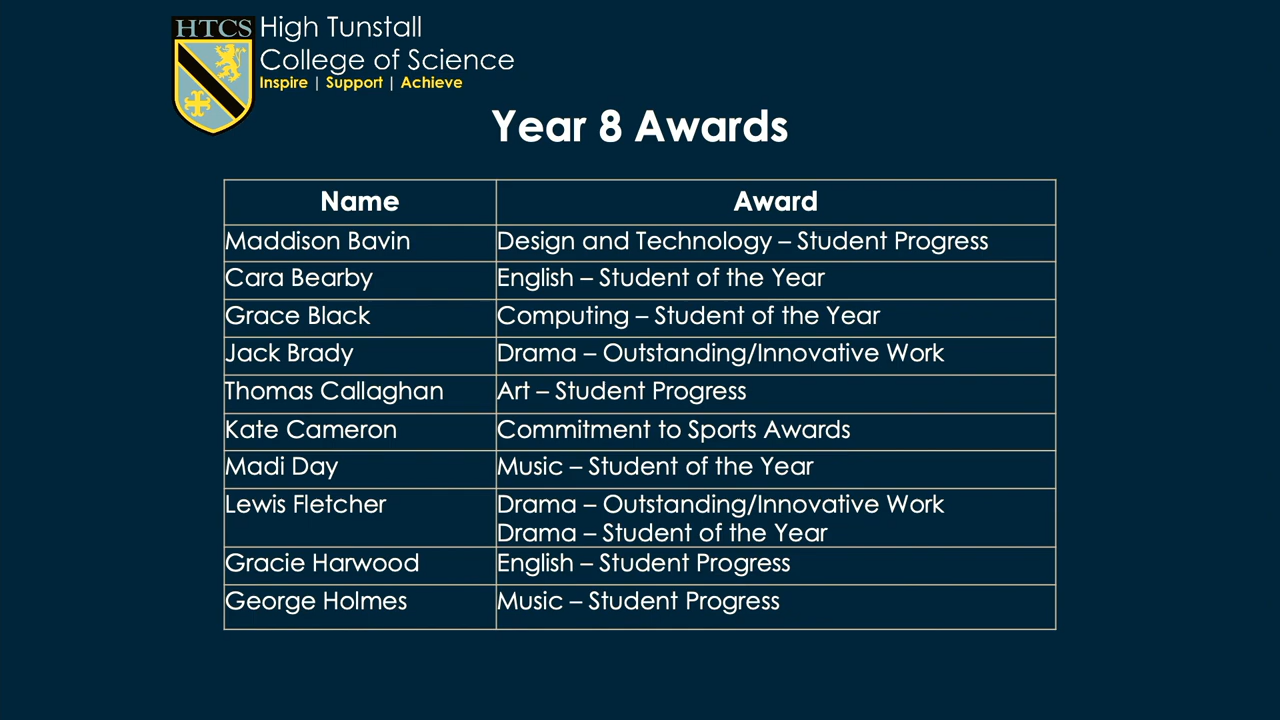 HTCS
High Tunstall
College of Science
Inspire | Support | Achieve
Year 8 Awards
Name Award
Maddison Bavin Design and Technology – Student Progress
Cara Bearby English – Student of the Year
Grace Black Computing – Student of the Year
Jack Brady Drama – Outstanding/Innovative Work
Thomas Callaghan Art – Student Progress
Kate Cameron Commitment to Sports Awards
Madi Day Music – Student of the Year
Lewis Fletcher Drama – Outstanding/Innovative Work
Drama – Student of the Year
Gracie Harwood English – Student Progress
George Holmes Music – Student Progress